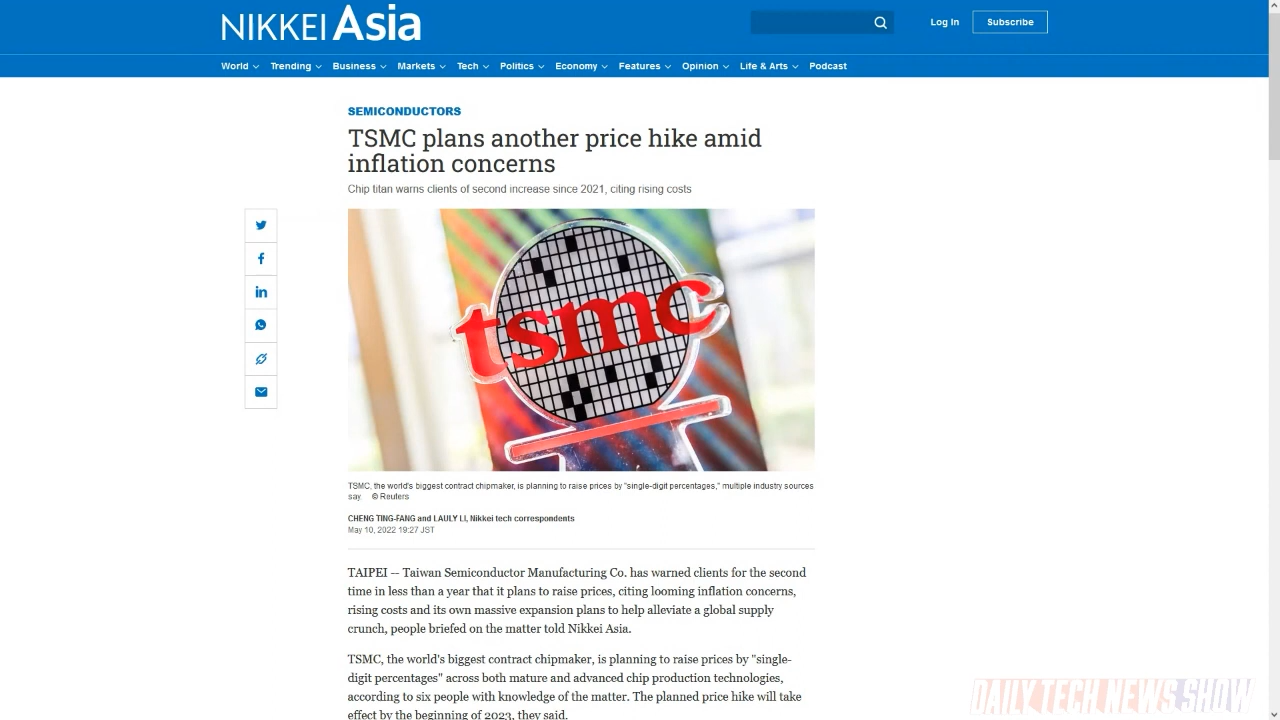 NIKKEI Asia
Log In
Subscribe
World
Trending
Business
Markets
Tech
Politics
Economy
Features
Opinion
Life & Arts
Podcast
SEMICONDUCTORS
TSMC plans another price hike amid
inflation concerns
Chip titan warns clients of second increase since 2021, citing rising costs
tsmc
TSMC, the world's biggest contract chipmaker, is planning to raise prices by "single-digit percentages," multiple industry sources
say. © Reuters
CHENG TING-FANG and LAULY LI, Nikkei tech correspondents
May 10, 2022 19:27 JST
TAIPEI -- Taiwan Semiconductor Manufacturing Co. has warned clients for the second
time in less than a year that it plans to raise prices, citing looming inflation concerns,
rising costs and its own massive expansion plans to help alleviate a global supply
crunch, people briefed on the matter told Nikkei Asia.
TSMC, the world's biggest contract chipmaker, is planning to raise prices by "single-
digit percentages" across both mature and advanced chip production technologies,
according to six people with knowledge of the matter. The planned price hike will take
effect by the beginning of 2023, they said.
DAILY TECH NEWS SHOW